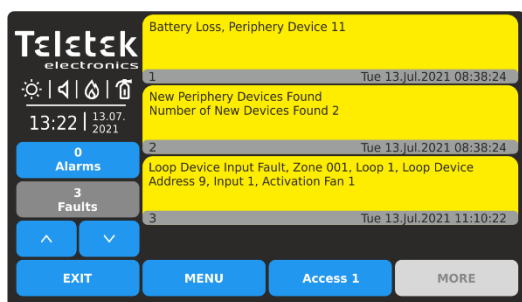 Teletek
electronics
13:22
13.07.
2021
0
Alarms
3
Faults
EXIT
Battery Loss, Periphery Device 11
1 Tue 13.Jul.2021 08:38:24
New Periphery Devices Found
Number of New Devices Found 2
2 Tue 13.Jul.2021 08:38:24
Loop Device Input Fault, Zone 001, Loop 1, Loop Device
Address 9, Input 1, Activation Fan 1
3 Tue 13.Jul.2021 11:10:22
MENU
Access 1
MORE